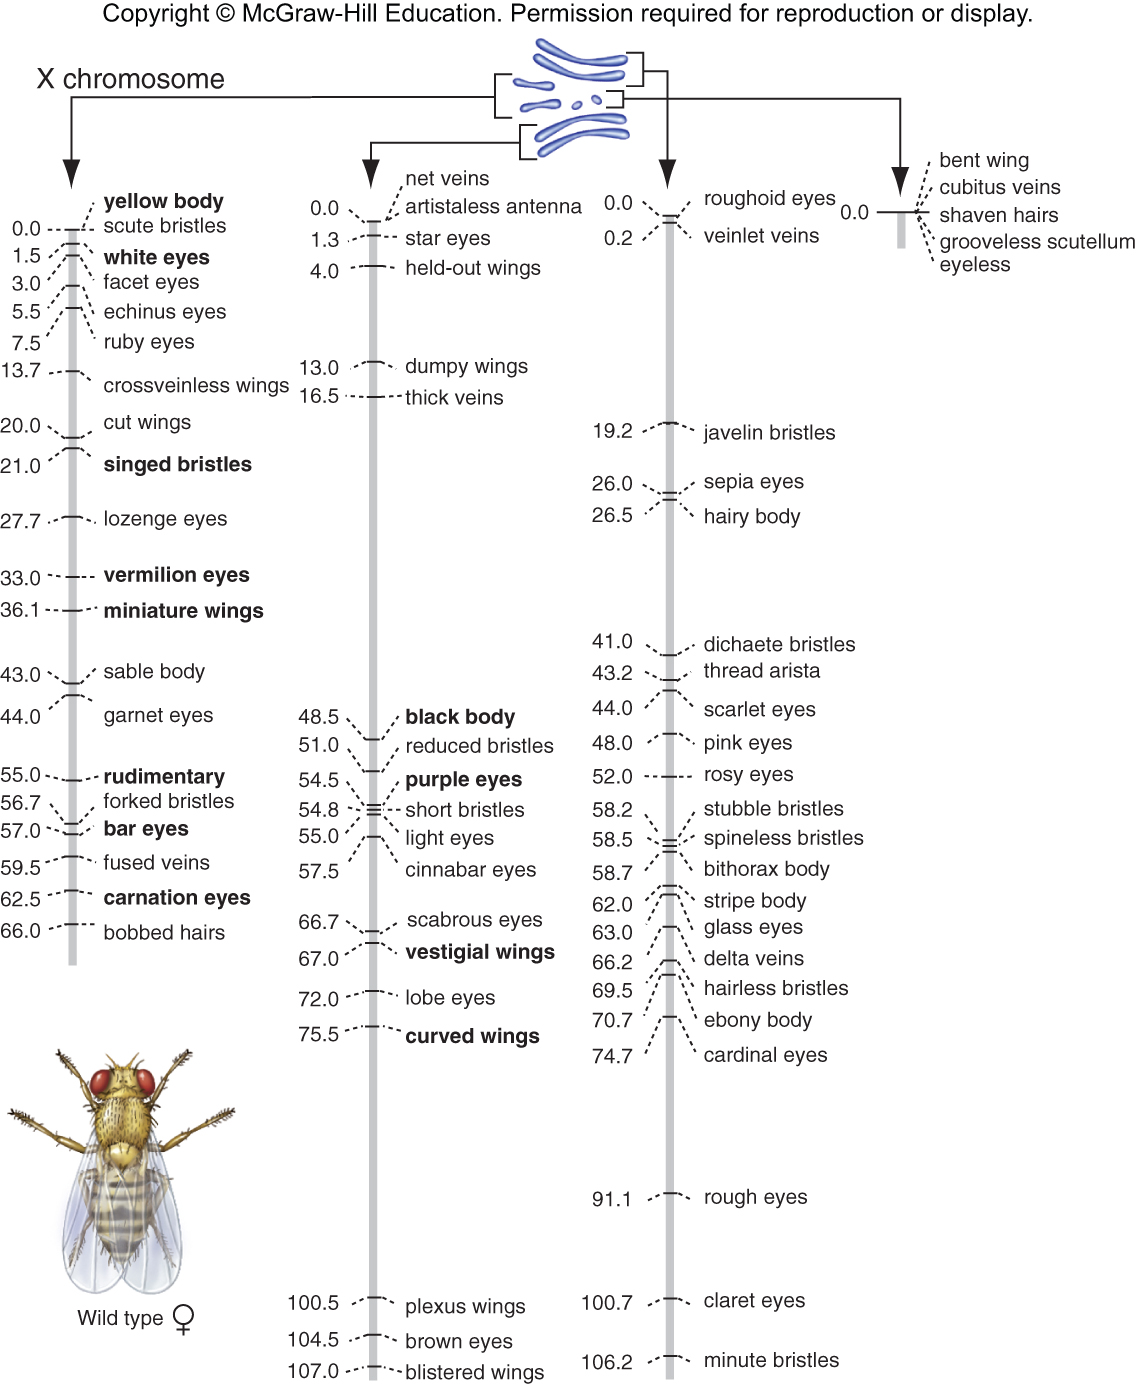 Copyright © McGraw-Hill Education. Permission required for reproduction or display.
X chromosome
yellow body
0.0 scute bristles
1.5 white eyes
3.0 facet eyes
5.5 echinus eyes
7.5 ruby eyes
13.7 crossveinless wings
20.0 cut wings
21.0 singed bristles
27.7 lozenge eyes
33.0 vermilion eyes
36.1 miniature wings
43.0 sable body
44.0 garnet eyes
55.0 rudimentary
56.7 forked bristles
57.0 bar eyes
59.5 fused veins
62.5 carnation eyes
66.0 bobbed hairs
net veins
0.0 artistaless antenna
1.3 star eyes
4.0 held-out wings
13.0 dumpy wings
16.5 thick veins
48.5 black body
51.0 reduced bristles
54.5 purple eyes
54.8 short bristles
55.0 light eyes
57.5 cinnabar eyes
66.7 scabrous eyes
67.0 vestigial wings
72.0 lobe eyes
75.5 curved wings
100.5 plexus wings
104.5 brown eyes
107.0 blistered wings
0.0 roughoid eyes
0.2 veinlet veins
19.2 javelin bristles
26.0 sepia eyes
26.5 hairy body
41.0 dichaete bristles
43.2 thread arista
44.0 scarlet eyes
48.0 pink eyes
52.0 rosy eyes
58.2 stubble bristles
58.5 spineless bristles
58.7 bithorax body
62.0 stripe body
63.0 glass eyes
66.2 delta veins
69.5 hairless bristles
70.7 ebony body
74.7 cardinal eyes
91.1 rough eyes
100.7 claret eyes
106.2 minute bristles
bent wing
cubitus veins
0.0 shaven hairs
grooveless scutellum
eyeless
Wild type ♀